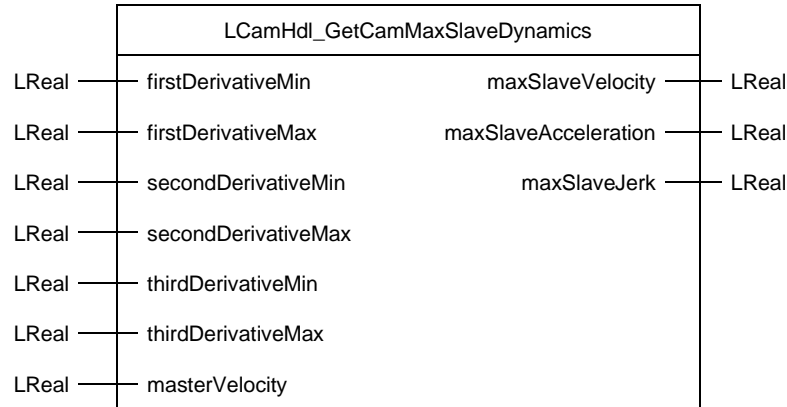 LCamHdl_GetCamMaxSlaveDynamics
LReal firstDerivativeMin maxSlaveVelocity LReal
LReal firstDerivativeMax maxSlaveAcceleration LReal
LReal secondDerivativeMin maxSlaveJerk LReal
LReal secondDerivativeMax
LReal thirdDerivativeMin
LReal thirdDerivativeMax
LReal masterVelocity